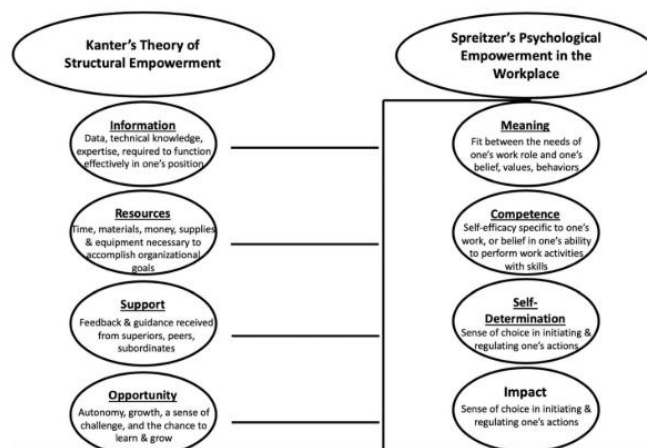 Kanter's Theory of
Structural Empowerment
Information
Data, technical knowledge,
expertise, required to function
effectively in one's position
Resources
Time, materials, money, supplies
& equipment necessary to
accomplish organizational
goals
Support
Feedback & guidance received
from superiors, peers,
subordinates
Opportunity
Autonomy, growth, a sense of
challenge, and the chance to
learn & grow
Spreitzer's Psychological
Empowerment in the
Workplace
Meaning
Fit between the needs of
one's work role and one's
belief, values, behaviors
Competence
Self-efficacy specific to one's
work, or belief in one's ability
to perform work activities
with skills
Self-
Determination
Sense of choice in initiating &
regulating one's actions
Impact
Sense of choice in initiating &
regulating one's actions